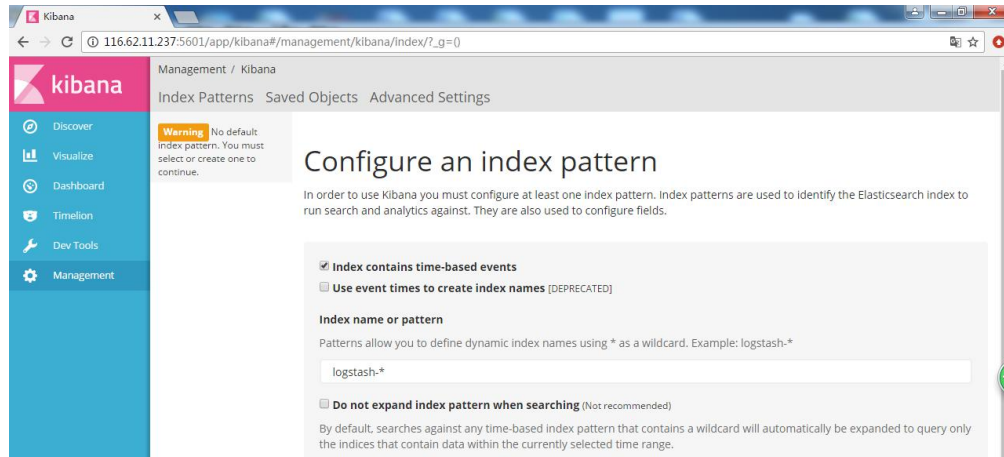 Kibana
116.62.11.237:5601/app/kibana#/management/kibana/index/?_g=()
kibana
Management / Kibana
Index Patterns Saved Objects Advanced Settings
Discover
Visualize
Dashboard
Timelion
Dev Tools
Management
Warning No default
index pattern. You must
select or create one to
continue.
Configure an index pattern
In order to use Kibana you must configure at least one index pattern. Index patterns are used to identify the Elasticsearch index to
run search and analytics against. They are also used to configure fields.
Index contains time-based events
Use event times to create index names [DEPRECATED]
Index name or pattern
Patterns allow you to define dynamic index names using * as a wildcard. Example: logstash-*
logstash-*
Do not expand index pattern when searching (Not recommended)
By default, searches against any time-based index pattern that contains a wildcard will automatically be expanded to query only
the indices that contain data within the currently selected time range.